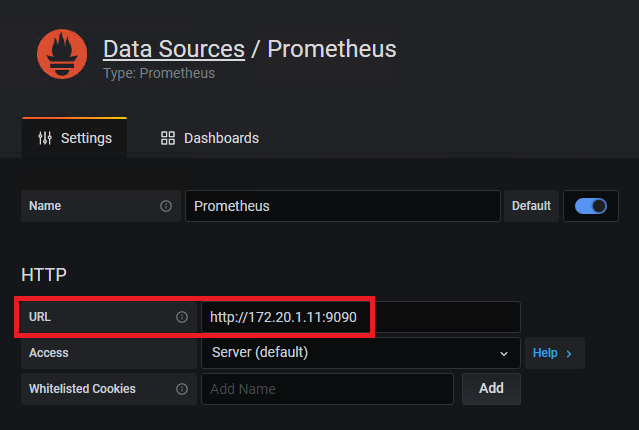 Data Sources / Prometheus
Type: Prometheus
Settings
Dashboards
Name
Prometheus
Default
HTTP
URL
http://172.20.1.11:9090
Access
Server (default)
Help
Whitelisted Cookies
Add Name
Add